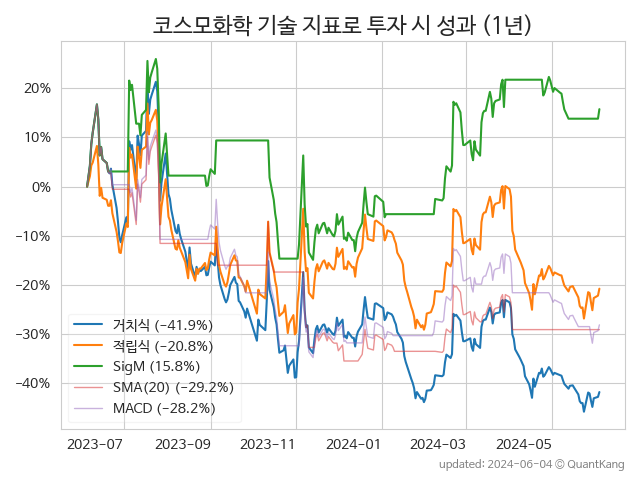 코스모화학 기술 지표로 투자 시 성과 (1년)
20%
10%
0%
−10%
−20%
−30%
−40%
거치식 (−41.9%)
적립식 (−20.8%)
SigM (15.8%)
SMA(20) (−29.2%)
MACD (−28.2%)
2023-07 2023-09 2023-11 2024-01 2024-03 2024-05
updated: 2024-06-04 © QuantKang